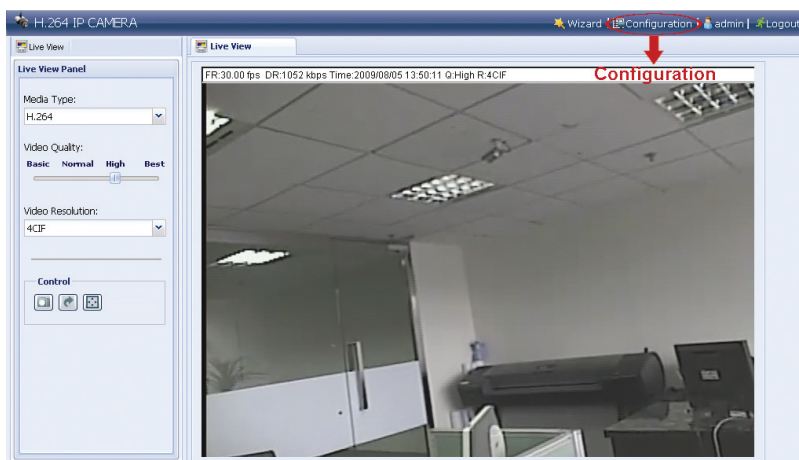 H.264 IP CAMERA
Wizard | Configuration | admin | Logout
Live View
Live View
Configuration
Live View Panel
FR:30.00 fps DR:1052 kbps Time:2009/08/05 13:50:11 Q:High R:4CIF
Media Type:
H.264
Video Quality:
Basic Normal High Best
Video Resolution:
4CIF
Control